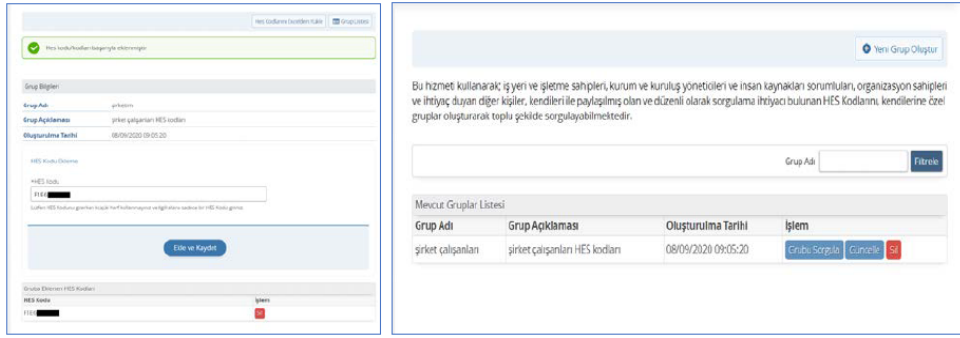 Hes Kodlarını Excelden Yükle
Grup Listesi
Hes kodu/kodları başarıyla eklenmiştir.
Grup Bilgileri
Grup Adı
şirketim
Grup Açıklaması
şirket çalışanları HES kodları
Oluşturulma Tarihi
08/09/2020 09:05:20
HES Kodu Ekleme
*HES Kodu
Ekle ve Kaydet
Gruba Eklenen HES Kodları
HES Kodu
İşlem
Sil
Yeni Grup Oluştur
Bu hizmeti kullanarak; iş yeri ve işletme sahipleri, kurum ve kuruluş yöneticileri ve insan kaynakları sorumluları, organizasyon sahipleri
ve ihtiyaç duyan diğer kişiler, kendileri ile paylaşılmış olan ve düzenli olarak sorgulama ihtiyacı bulunan HES Kodlarını, kendilerine özel
gruplar oluşturarak toplu şekilde sorgulayabilmektedir.
Grup Adı
Filtrele
Mevcut Gruplar Listesi
Grup Adı Grup Açıklaması Oluşturulma Tarihi İşlem
şirket çalışanları şirket çalışanları HES kodları 08/09/2020 09:05:20 Grubu Sorgula Güncelle Sil